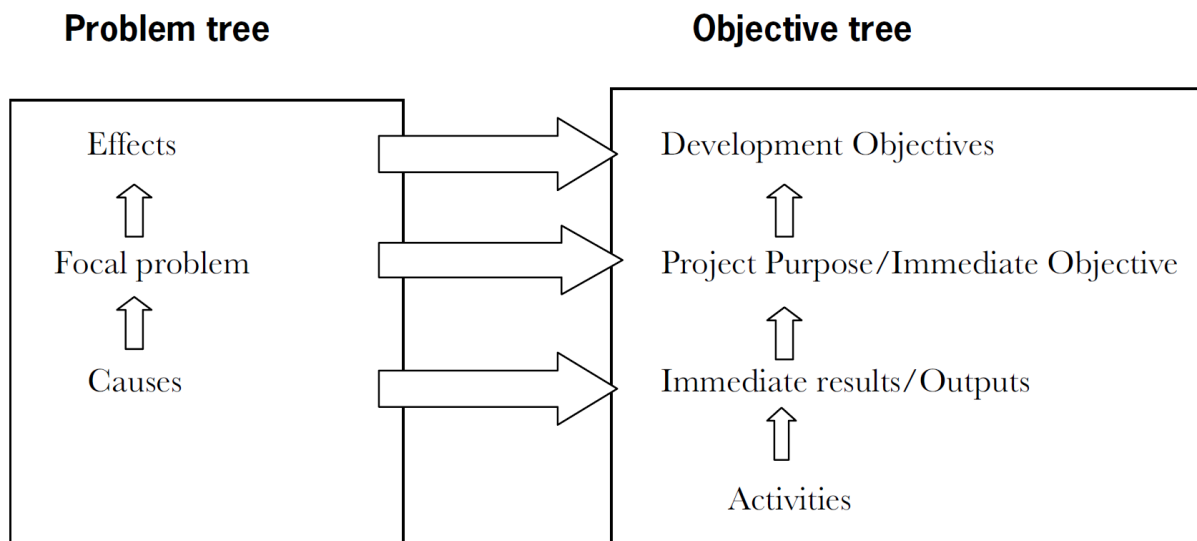 Problem tree
Objective tree
Effects
Development Objectives
Focal problem
Project Purpose/Immediate Objective
Causes
Immediate results/Outputs
Activities